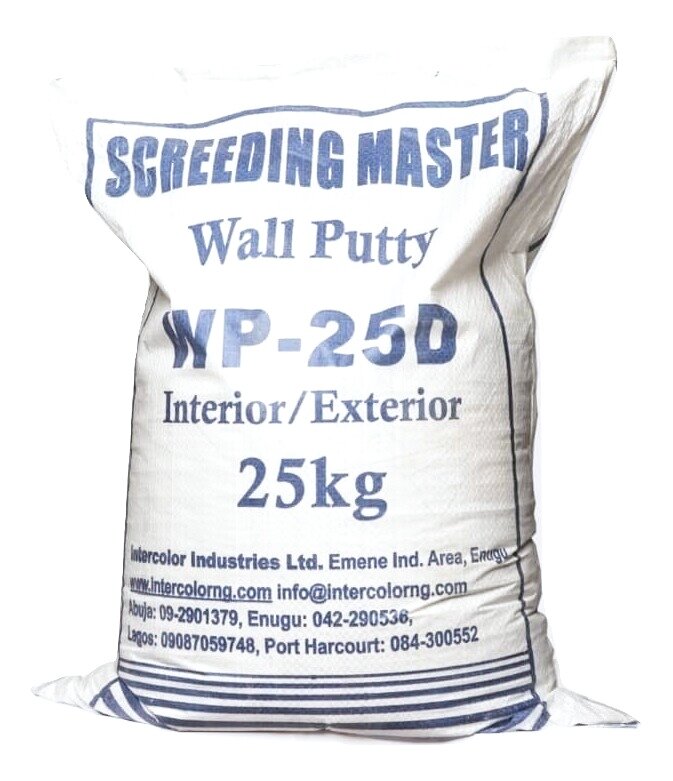 SCREEDING MASTER
Wall Putty
WP-25D
Interior/Exterior
25kg
Intercolor Industries Ltd. Emene Ind. Area, Enugu
www.intercolorng.com info@intercolorng.com
Abuja: 09-2901379, Enugu: 042-290536,
Lagos: 09087059748, Port Harcourt: 084-300552